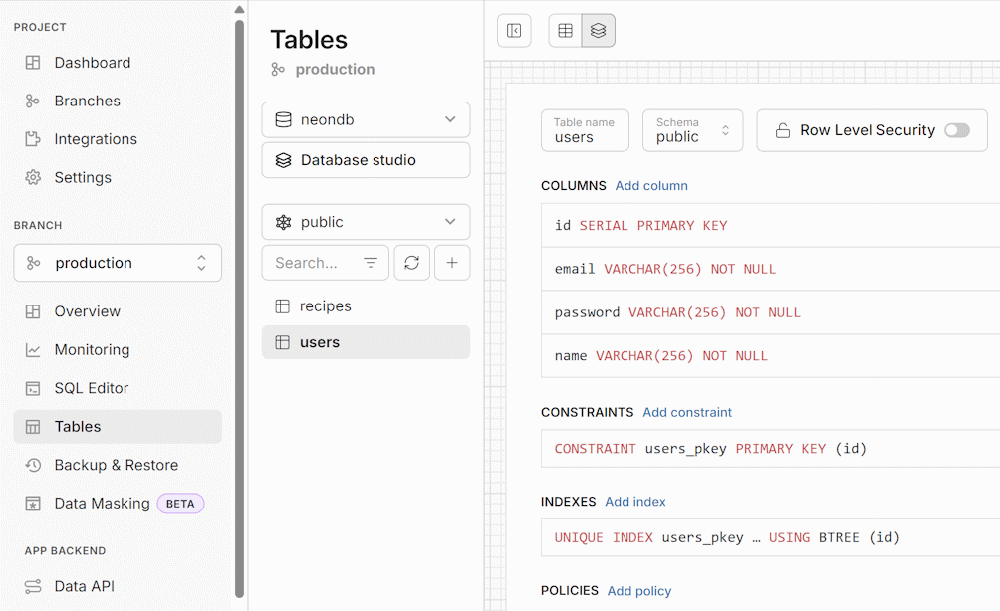 PROJECT
Dashboard
Branches
Integrations
Settings
BRANCH
production
Overview
Monitoring
SQL Editor
Tables
Backup & Restore
Data Masking BETA
APP BACKEND
Data API
Tables
production
neondb
Database studio
public
Search...
recipes
users
Table name
users
Schema
public
Row Level Security
COLUMNS Add column
id SERIAL PRIMARY KEY
email VARCHAR(256) NOT NULL
password VARCHAR(256) NOT NULL
name VARCHAR(256) NOT NULL
CONSTRAINTS Add constraint
CONSTRAINT users_pkey PRIMARY KEY (id)
INDEXES Add index
UNIQUE INDEX users_pkey … USING BTREE (id)
POLICIES Add policy